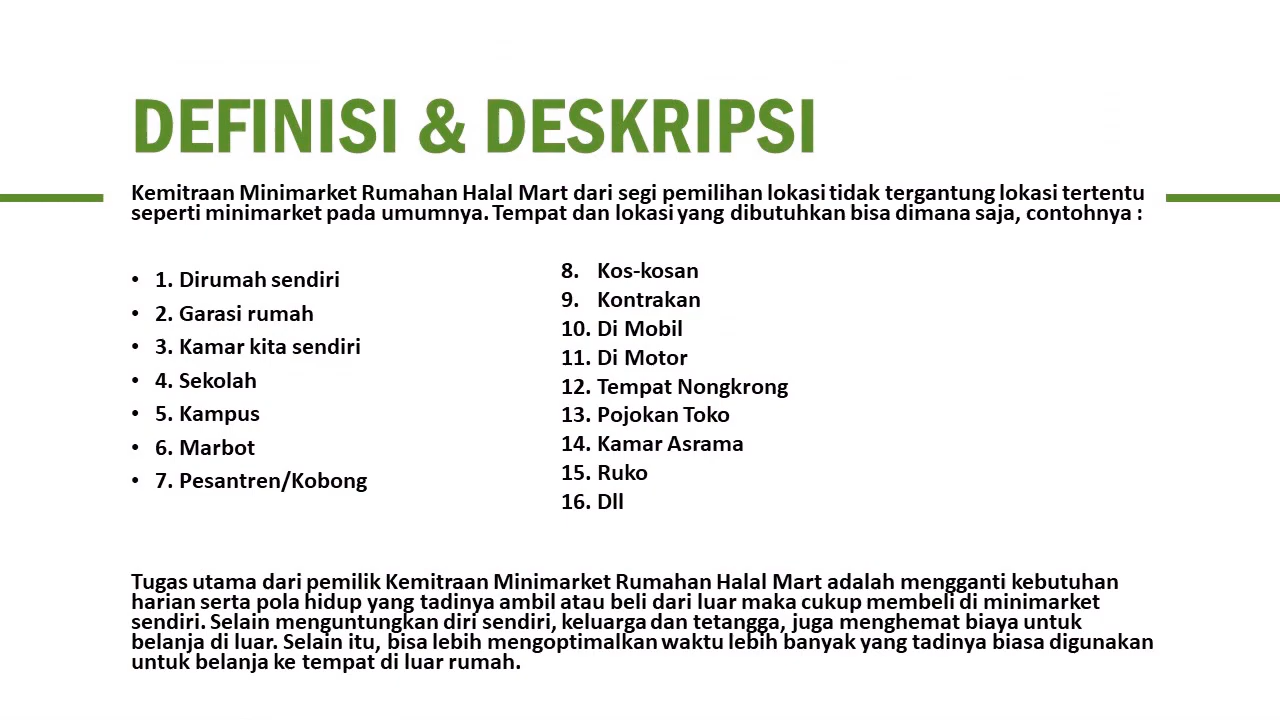 DEFINISI & DESKRIPSI
Kemitraan Minimarket Rumahan Halal Mart dari segi pemilihan lokasi tidak tergantung lokasi tertentu
seperti minimarket pada umumnya. Tempat dan lokasi yang dibutuhkan bisa dimana saja, contohnya :
• 1. Dirumah sendiri
• 2. Garasi rumah
• 3. Kamar kita sendiri
• 4. Sekolah
• 5. Kampus
• 6. Marbot
• 7. Pesantren/Kobong
8. Kos-kosan
9. Kontrakan
10. Di Mobil
11. Di Motor
12. Tempat Nongkrong
13. Pojokan Toko
14. Kamar Asrama
15. Ruko
16. Dll
Tugas utama dari pemilik Kemitraan Minimarket Rumahan Halal Mart adalah mengganti kebutuhan
harian serta pola hidup yang tadinya ambil atau beli dari luar maka cukup membeli di minimarket
sendiri. Selain menguntungkan diri sendiri, keluarga dan tetangga, juga menghemat biaya untuk
belanja di luar. Selain itu, bisa lebih mengoptimalkan waktu lebih banyak yang tadinya biasa digunakan
untuk belanja ke tempat di luar rumah.